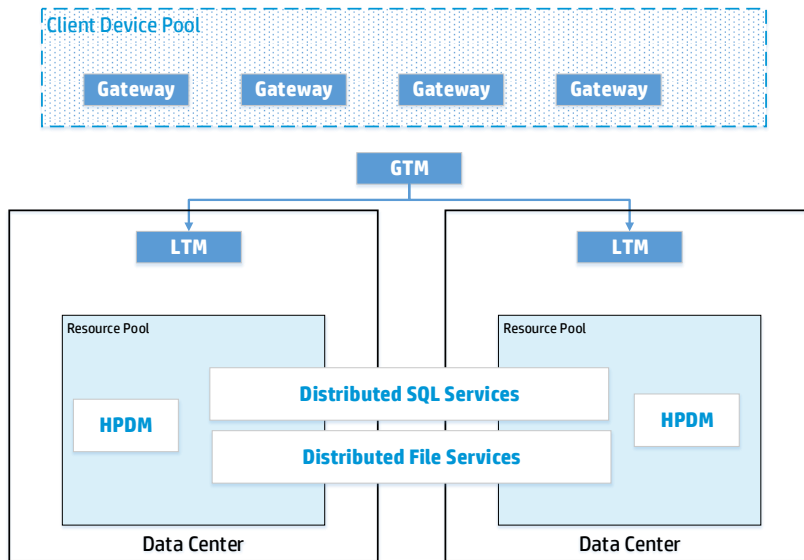 Client Device Pool
Gateway Gateway Gateway Gateway
GTM
LTM LTM
Resource Pool Resource Pool
Distributed SQL Services
HPDM HPDM
Distributed File Services
Data Center Data Center